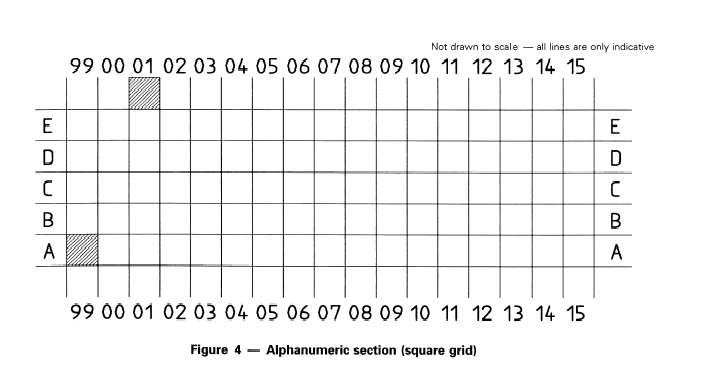 Not drawn to scale — all lines are only indicative
99 00 01 02 03 04 05 06 07 08 09 10 11 12 13 14 15
E E
D D
C C
B B
A A
99 00 01 02 03 04 05 06 07 08 09 10 11 12 13 14 15
Figure 4 — Alphanumeric section (square grid)